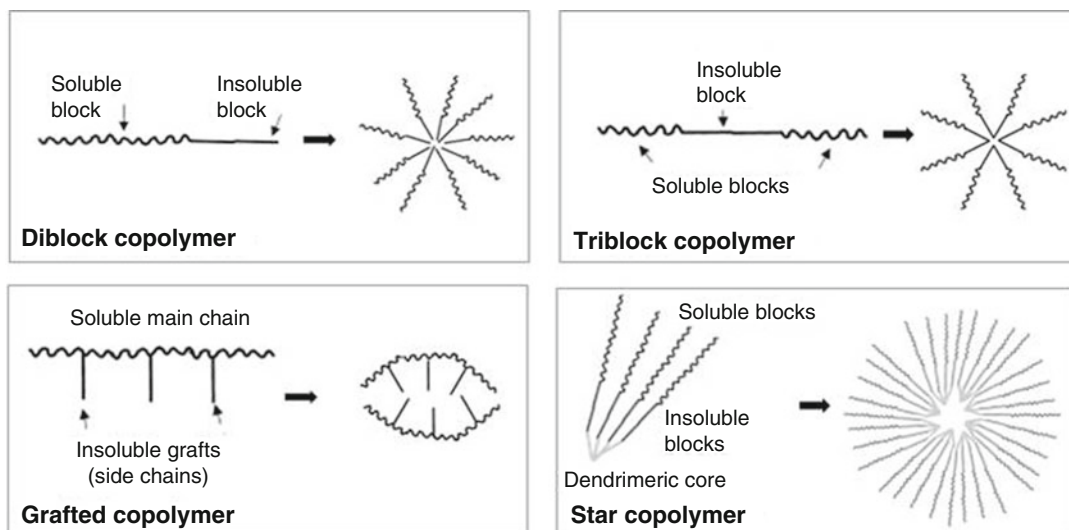 Soluble
block
Insoluble
block
Diblock copolymer
Insoluble
block
Soluble blocks
Triblock copolymer
Soluble main chain
Insoluble grafts
(side chains)
Grafted copolymer
Soluble blocks
Insoluble
blocks
Dendrimeric core
Star copolymer